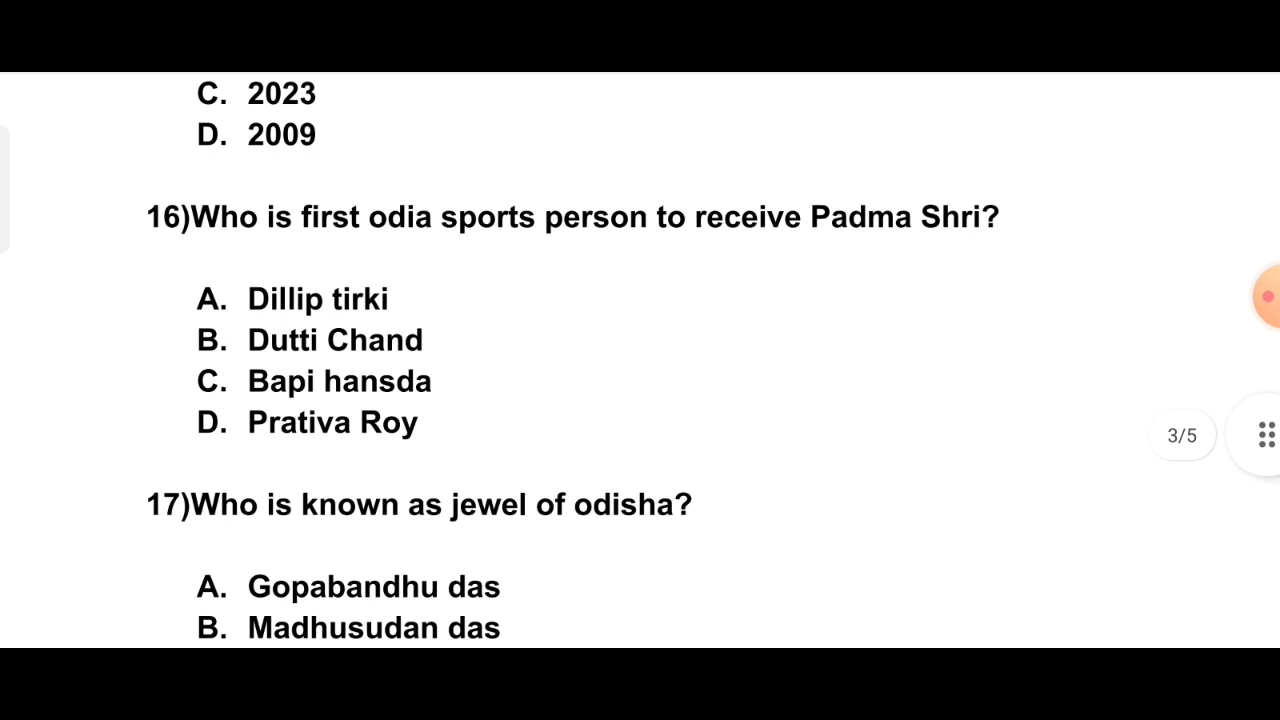 C. 2023
D. 2009
16)Who is first odia sports person to receive Padma Shri?
A. Dillip tirki
B. Dutti Chand
C. Bapi hansda
D. Prativa Roy
3/5
17)Who is known as jewel of odisha?
A. Gopabandhu das
B. Madhusudan das